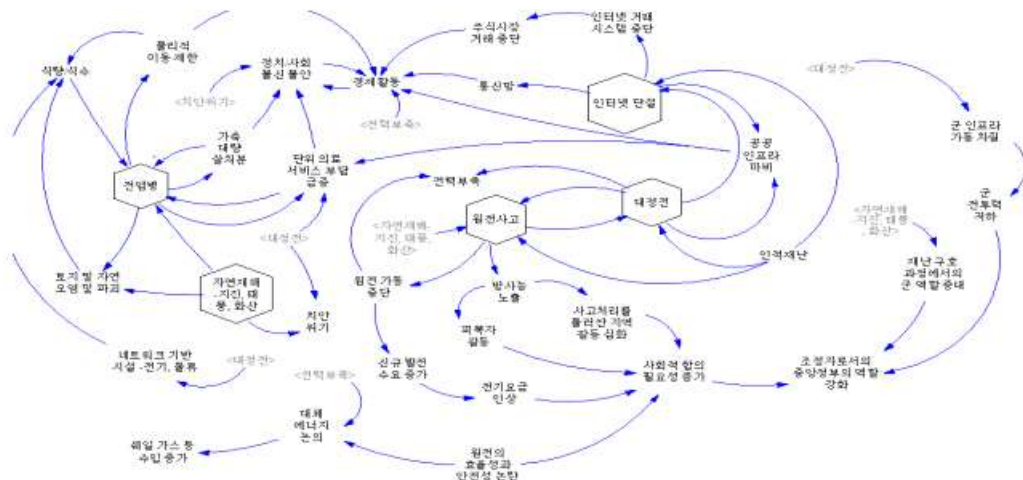 물리적
이동 제한
식량·식수
정치·사회
불신 불안
주식시장
거래 중단
인터넷 거래
시스템 중단
경제활동
통신망
인터넷 단절
<대정전>
<치안위기>
<전력부족>
가축
대량
살처분
단위 의료
서비스 부담
급증
공공
인프라
마비
군 인프라
가동 차질
전염병
전력부족
대정전
원전사고
<자연재해
-지진, 태풍,
화산>
<대정전>
군
전투력
저하
<자연재해
-지진, 태풍,
화산>
인적재난
토지 및 자연
오염 및 파괴
자연재해
-지진, 태
풍, 화산
원전 가동
중단
방사능
노출
재난 구호
과정에서의
군 역할 증대
치안
위기
피폭자
갈등
사고처리를
둘러싼 지역
갈등 심화
네트워크 기반
시설 -전기, 물류
<대정전>
<전력부족>
신규 발전
수요 증가
전기요금
인상
사회적 합의
필요성 증가
조정자로서의
중앙정부의 역할
강화
대체
에너지
논의
쉐일 가스 등
수입 증가
원전의
효율성과
안전성 논란